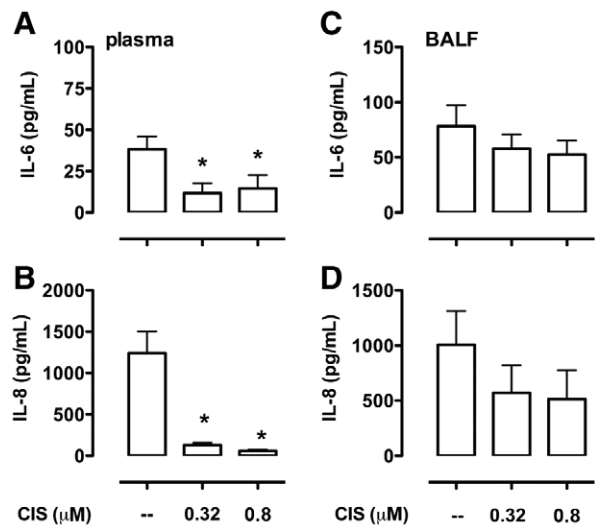 A
plasma
100
75
50
25
0
IL-6 (pg/mL)
* *
C
BALF
150
100
50
0
IL-6 (pg/mL)
B
2000
1500
1000
500
0
IL-8 (pg/mL)
* *
D
1500
1000
500
0
IL-8 (pg/mL)
CIS (μM) -- 0.32 0.8
CIS (μM) -- 0.32 0.8